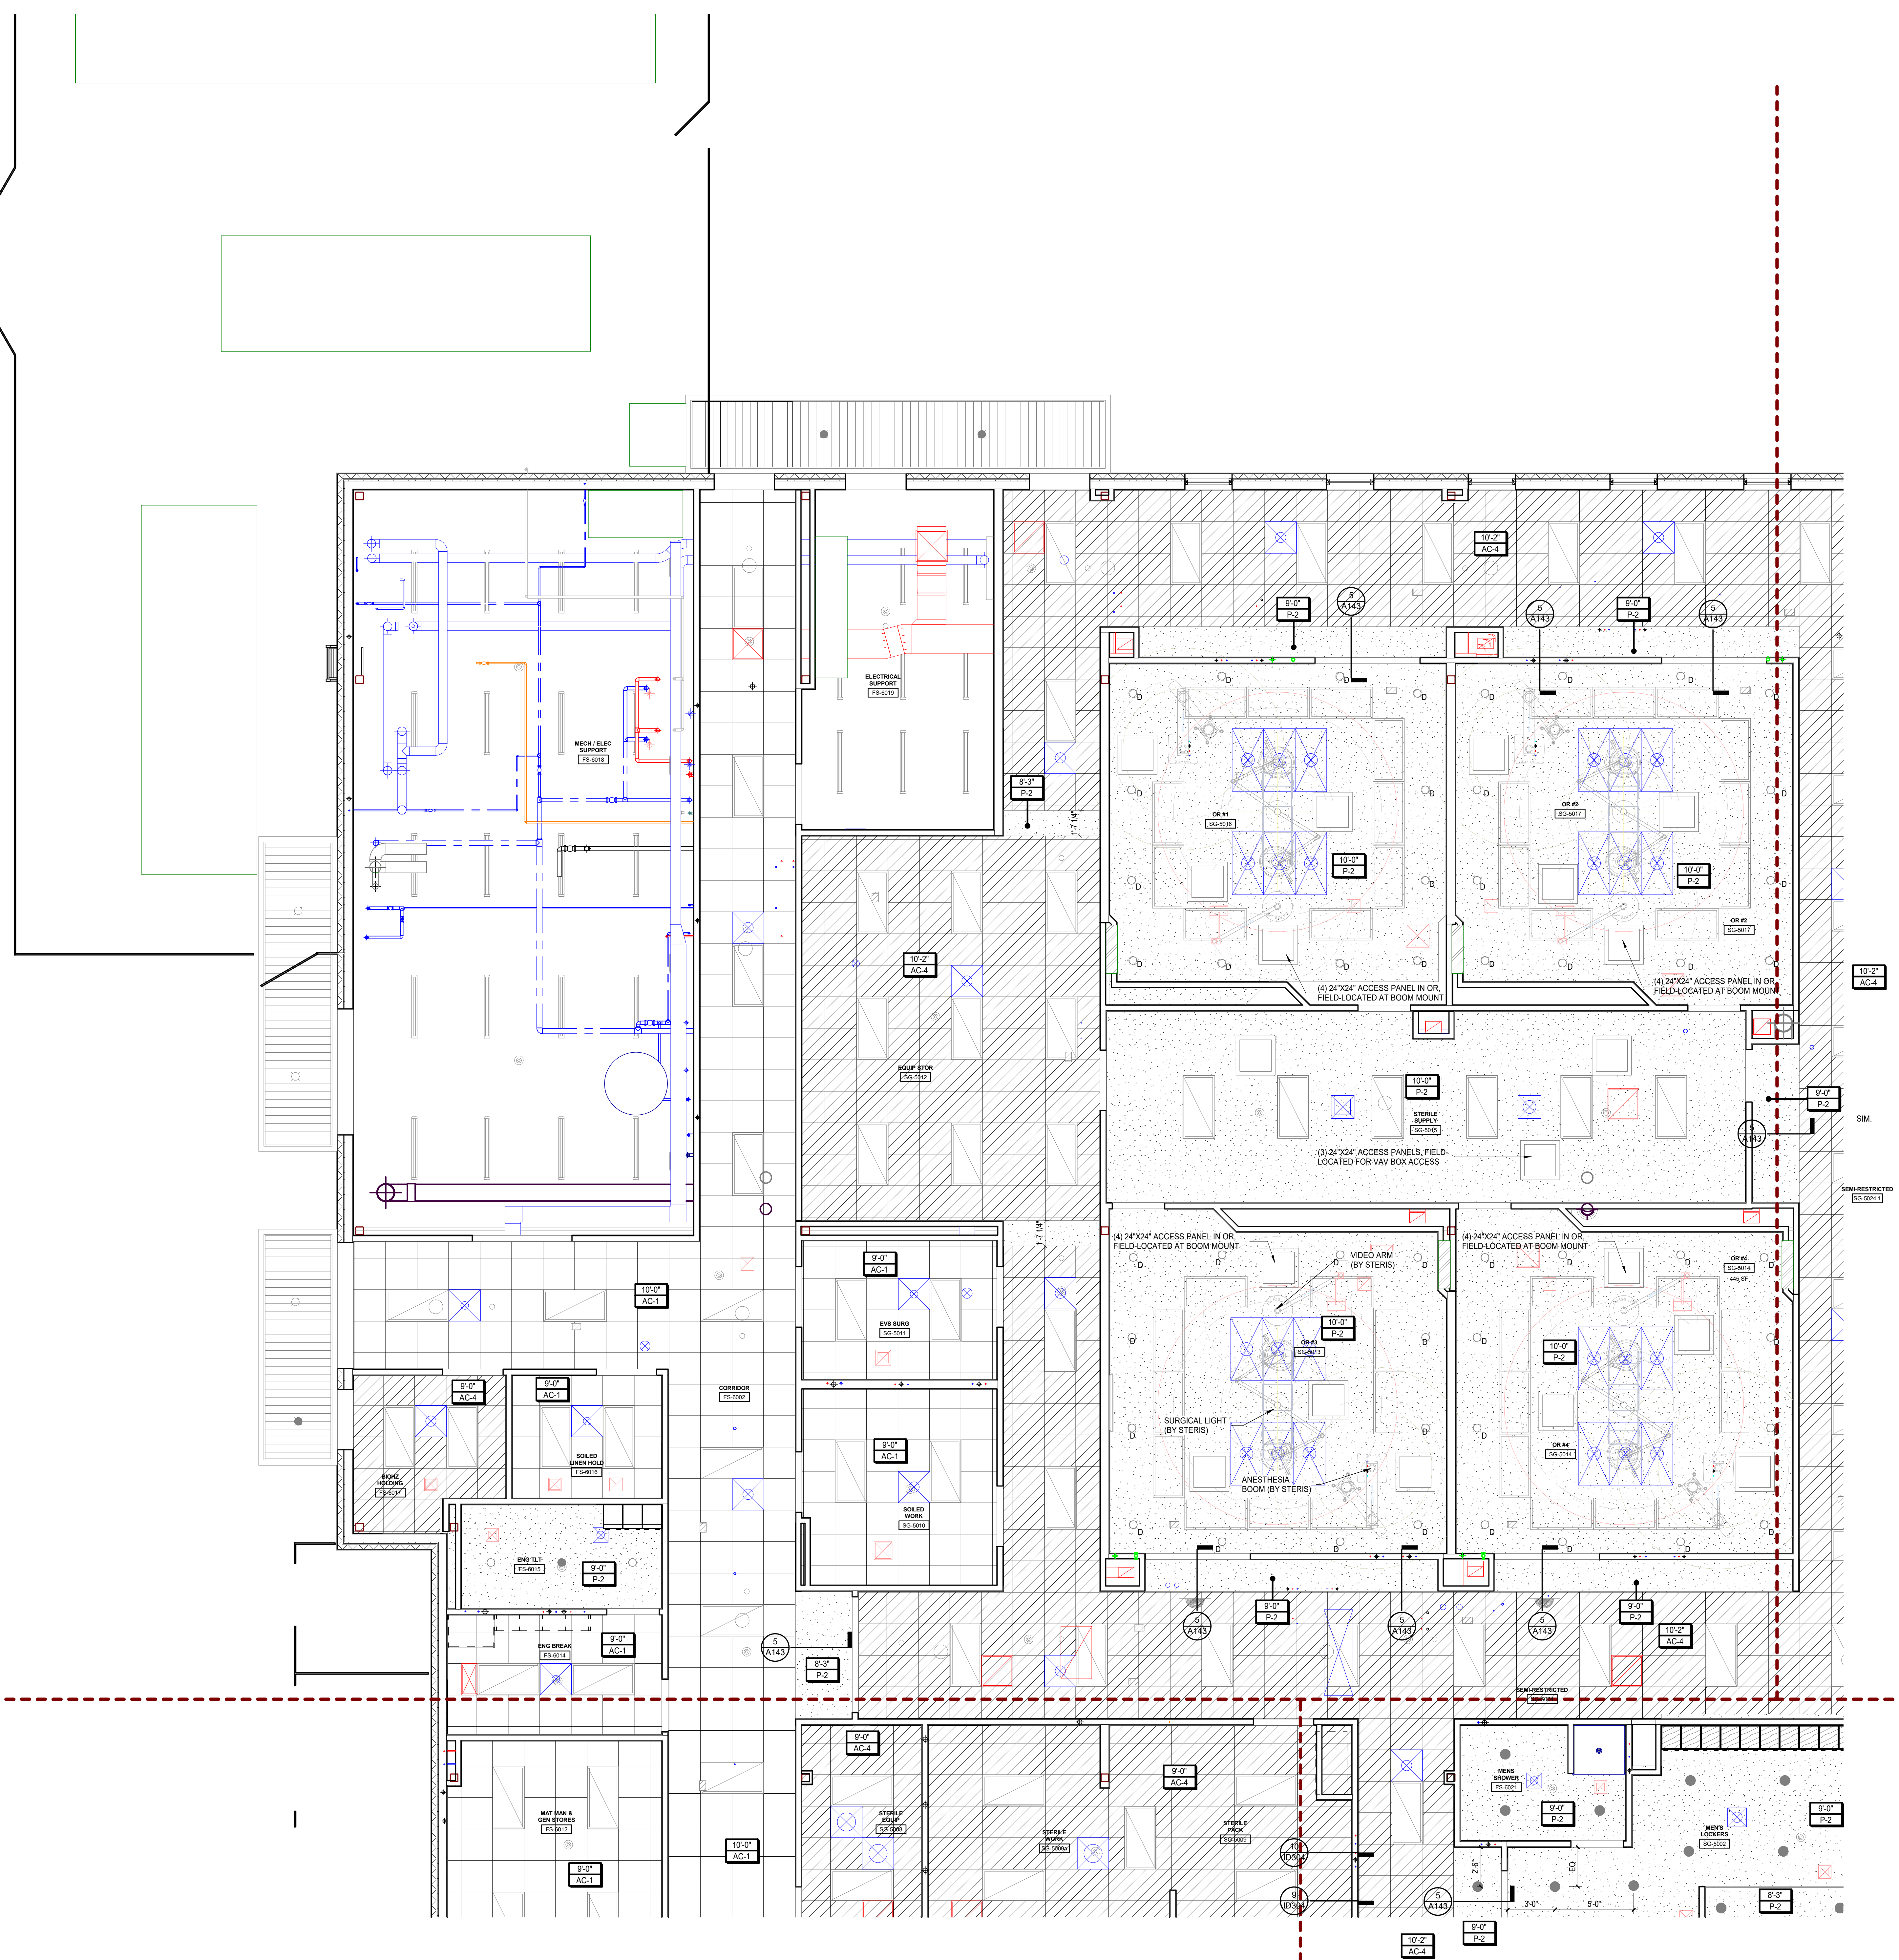 10'-2"
AC-4
9'-0"
P-2
5
A143
5
A143
9'-0"
P-2
5
A143
ELECTRICAL
SUPPORT
FS-6019
D
D
D
D
D
D
D
D
MECH / ELEC
SUPPORT
FS-6018
8'-3"
P-2
1'-7 1/4"
D
D
D
D
OR #1
SG-5016
OR #2
SG-5017
10'-0"
P-2
10'-0"
P-2
D
D
D
D
OR #2
SG-5017
10'-2"
AC-4
D
D
D
D
D
D
D
D
10'-2"
AC-4
(4) 24"X24" ACCESS PANEL IN OR,
FIELD-LOCATED AT BOOM MOUNT
(4) 24"X24" ACCESS PANEL IN OR,
FIELD-LOCATED AT BOOM MOUN
EQUIP STOR
SG-5012
10'-0"
P-2
STERILE
SUPPLY
SG-5015
9'-0"
P-2
SIM.
5
A143
(3) 24"X24" ACCESS PANELS, FIELD-
LOCATED FOR VAV BOX ACCESS
SEMI-RESTRICTED
SG-5024.1
1'-7 1/4"
(4) 24"X24" ACCESS PANEL IN OR,
FIELD-LOCATED AT BOOM MOUNT
(4) 24"X24" ACCESS PANEL IN OR,
FIELD-LOCATED AT BOOM MOUNT
9'-0"
AC-1
VIDEO ARM
(BY STERIS)
D
D
D
D
D
D
D
D
OR #4
SG-5014
445 SF
10'-0"
AC-1
EVS SURG
SG-5011
10'-0"
P-2
OR #3
SG-5013
10'-0"
P-2
D
D
D
D
9'-0"
AC-4
9'-0"
AC-1
CORRIDOR
FS-6002
SURGICAL LIGHT
(BY STERIS)
D
D
D
D
9'-0"
AC-1
OR #4
SG-5014
BIOHZ
HOLDING
FS-6017
SOILED
LINEN HOLD
FS-6016
ANESTHESIA
BOOM (BY STERIS)
SOILED
WORK
SG-5010
D
D
D
D
D
D
D
D
ENG TLT
FS-6015
9'-0"
P-2
5
A143
9'-0"
P-2
5
A143
5
A143
9'-0"
P-2
10'-2"
AC-4
ENG BREAK
FS-6014
9'-0"
AC-1
5
A143
8'-3"
P-2
SEMI-RESTRICTED
9'-0"
AC-4
9'-0"
AC-4
MENS
SHOWER
FS-6021
9'-0"
P-2
9'-0"
P-2
MAT MAN &
GEN STORES
FS-6012
STERILE
EQUIP
SG-5008
STERILE
WORK
SG-5009a
STERILE
PACK
SG-5009
MEN'S
LOCKERS
SG-5002
10'-0"
AC-1
10
ID304
9'-0"
AC-1
2'-6"
EQ
9
ID304
5
A143
3'-0"
5'-0"
8'-3"
P-2
9'-0"
P-2
10'-2"
AC-4